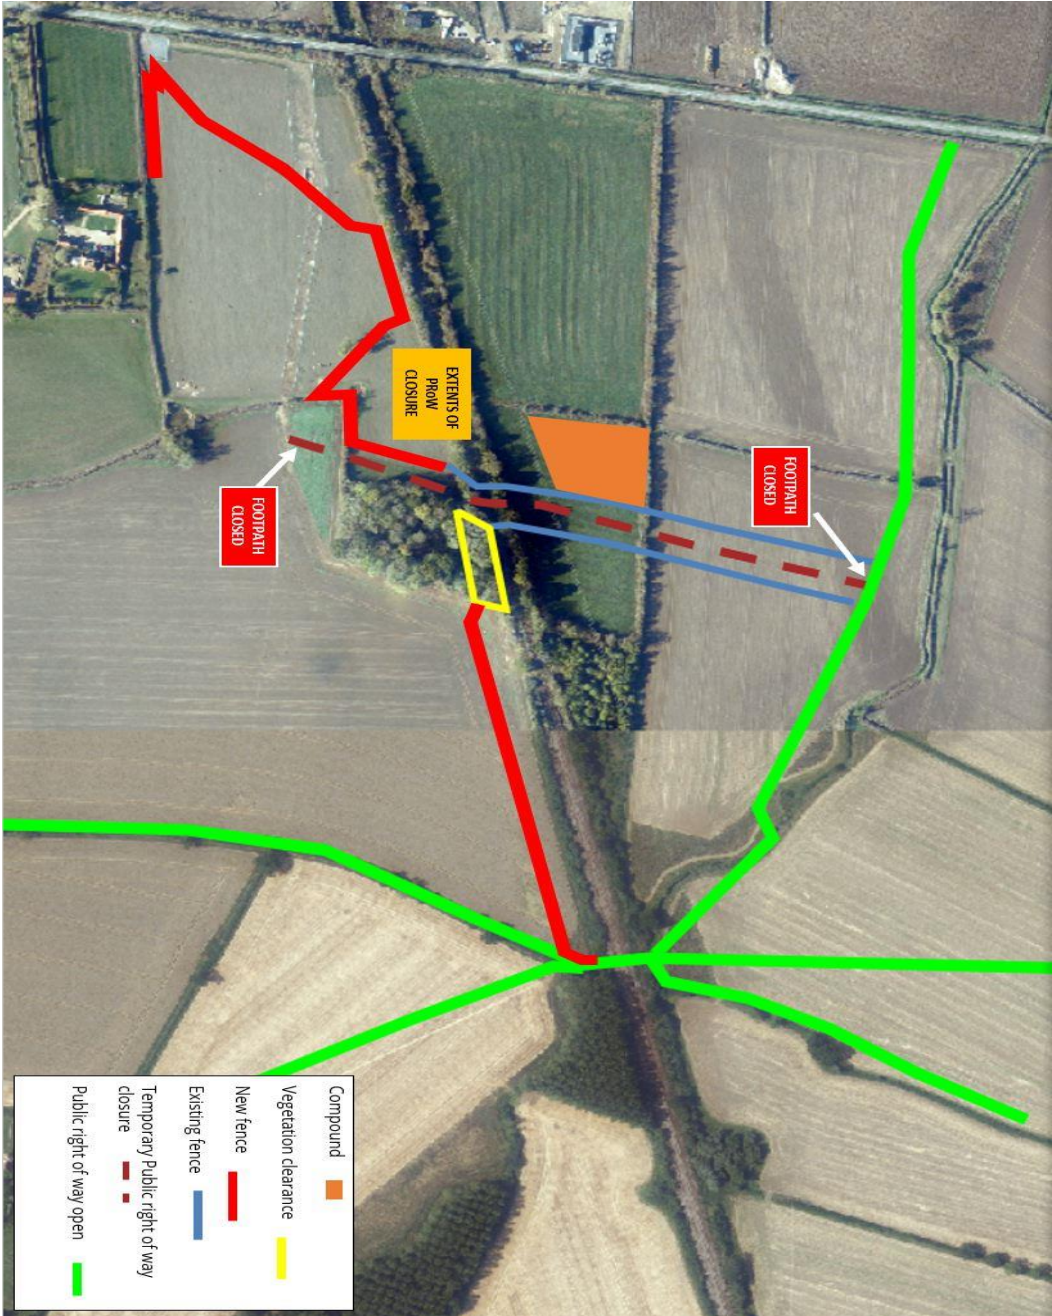 FOOTPATH
CLOSED
EXTENTS OF
PRoW
CLOSURE
FOOTPATH
CLOSED
Compound
Vegetation clearance
New fence
Existing fence
Temporary Public right of way
closure
Public right of way open